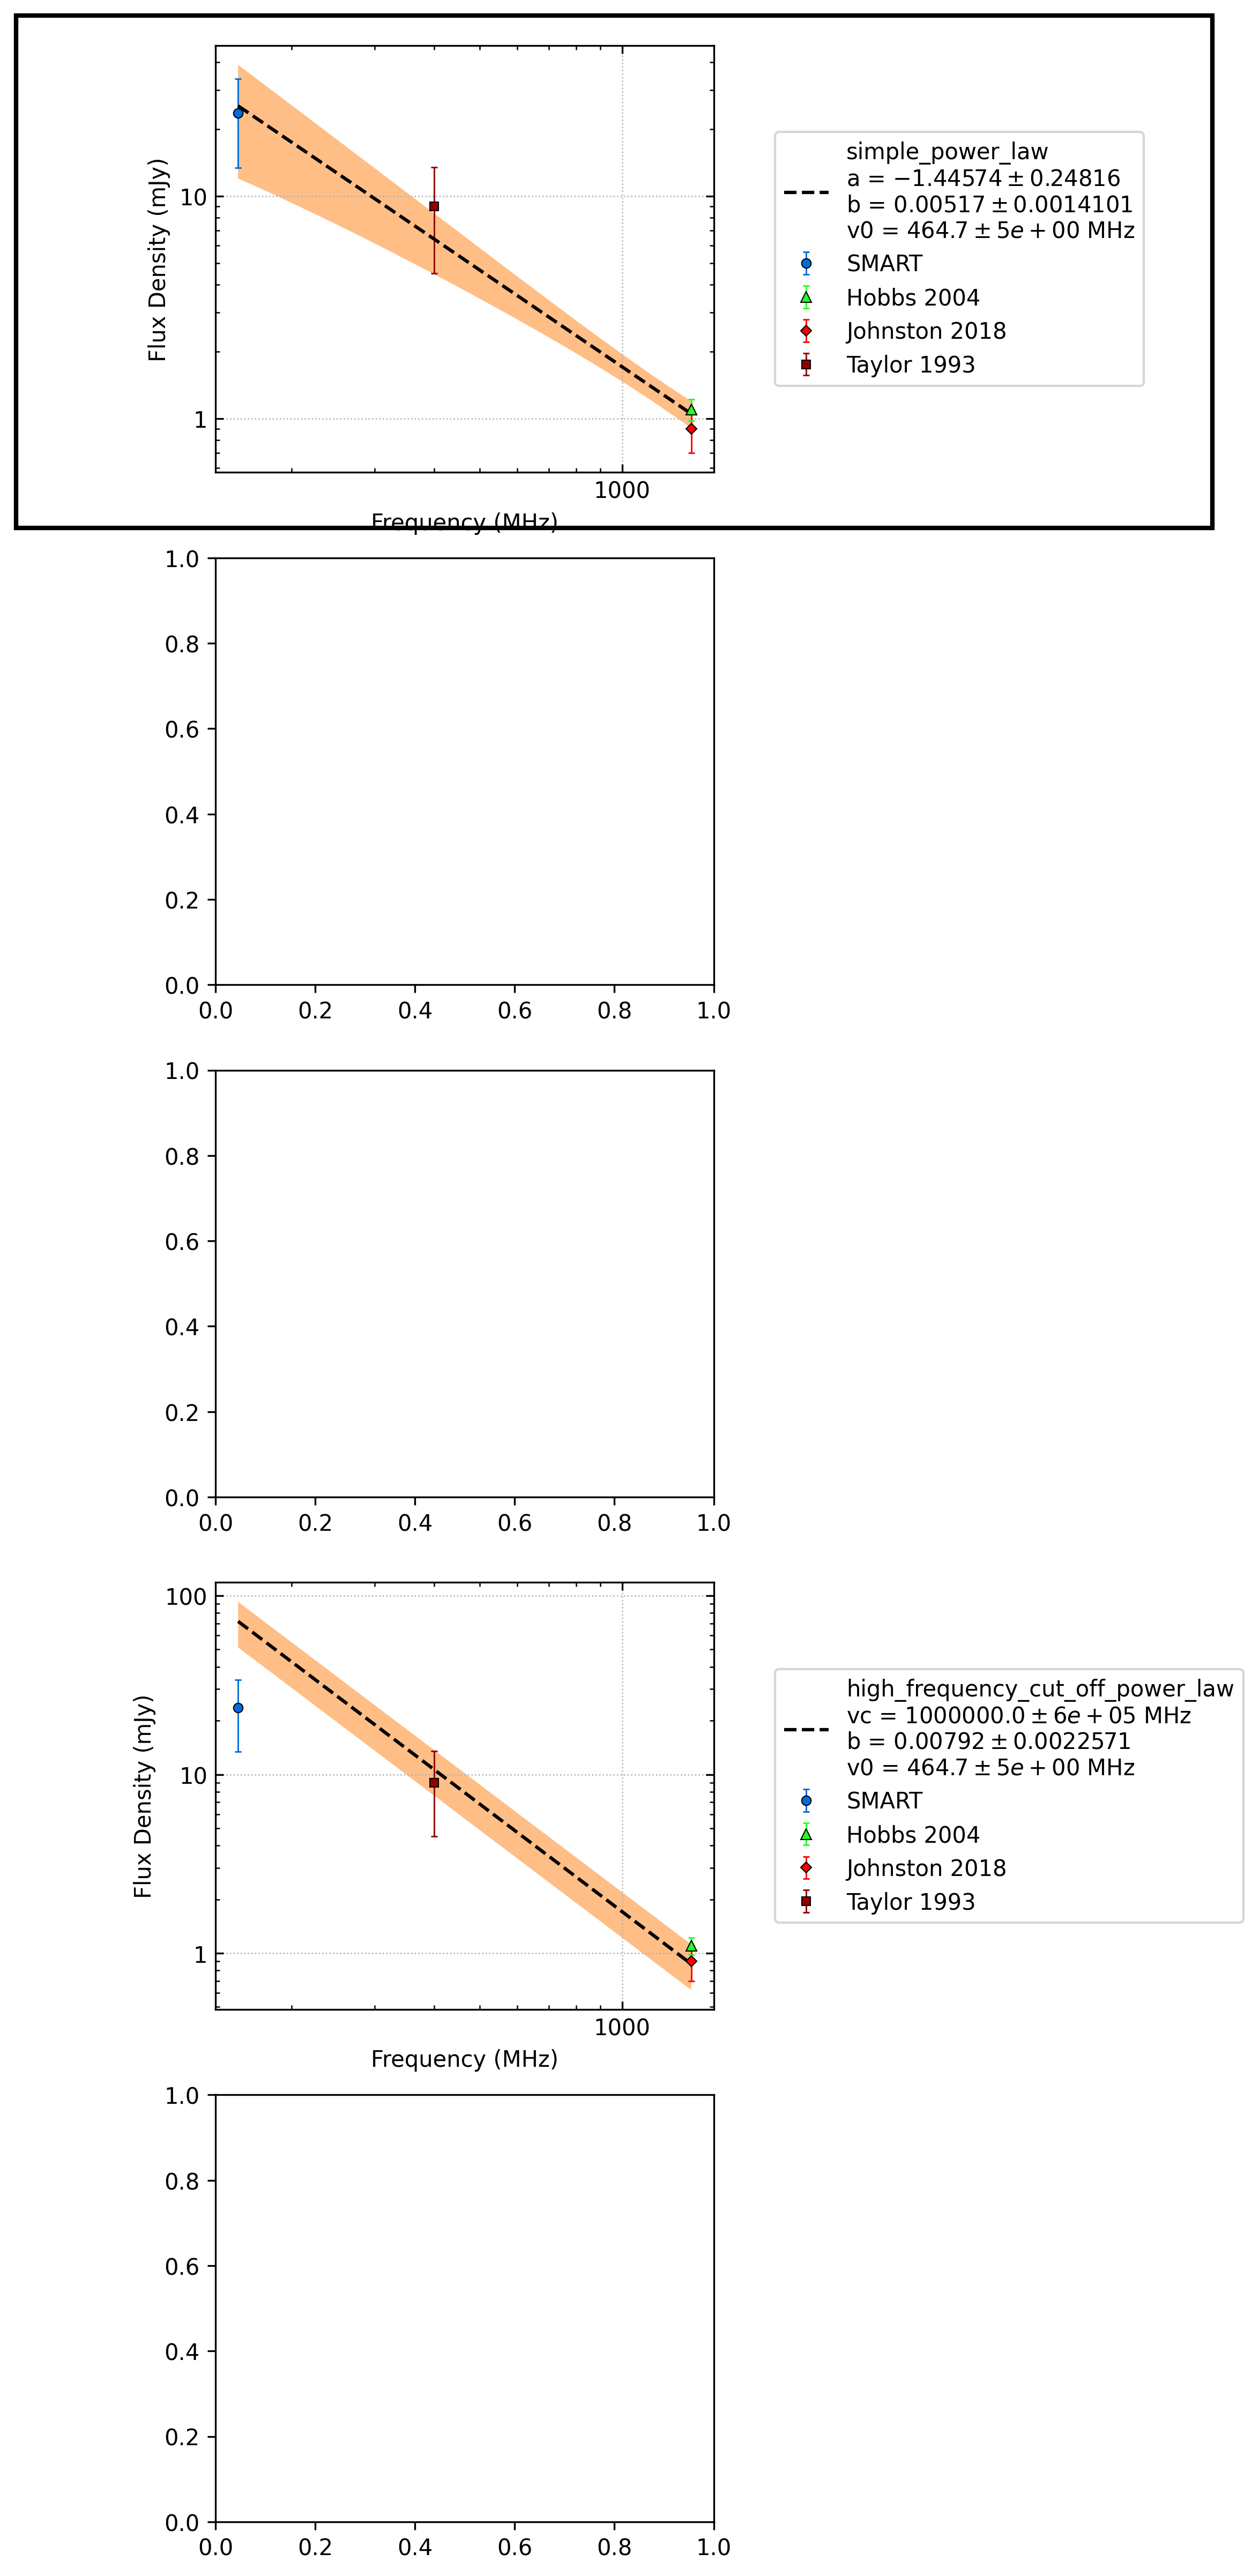 10
1
Flux Density (mJy)
1000
Frequency (MHz)
simple_power_law
a = −1.44574 ± 0.24816
b = 0.00517 ± 0.0014101
v0 = 464.7 ± 5e + 00 MHz
SMART
Hobbs 2004
Johnston 2018
Taylor 1993
1.0
0.8
0.6
0.4
0.2
0.0
0.0 0.2 0.4 0.6 0.8 1.0
1.0
0.8
0.6
0.4
0.2
0.0
0.0 0.2 0.4 0.6 0.8 1.0
100
10
1
Flux Density (mJy)
1000
Frequency (MHz)
high_frequency_cut_off_power_law
vc = 1000000.0 ± 6e + 05 MHz
b = 0.00792 ± 0.0022571
v0 = 464.7 ± 5e + 00 MHz
SMART
Hobbs 2004
Johnston 2018
Taylor 1993
1.0
0.8
0.6
0.4
0.2
0.0
0.0 0.2 0.4 0.6 0.8 1.0